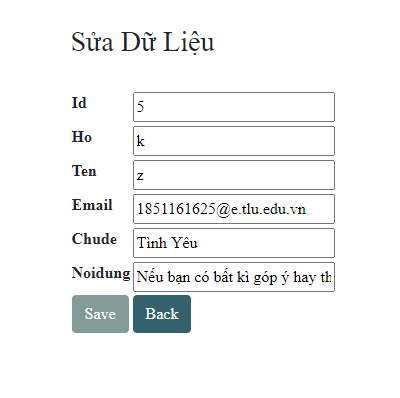 Sửa Dữ Liệu
Id 5
Ho k
Ten z
Email 1851161625@e.tlu.edu.vn
Chude Tình Yêu
Noidung Nếu bạn có bất kì góp ý hay th
Save Back